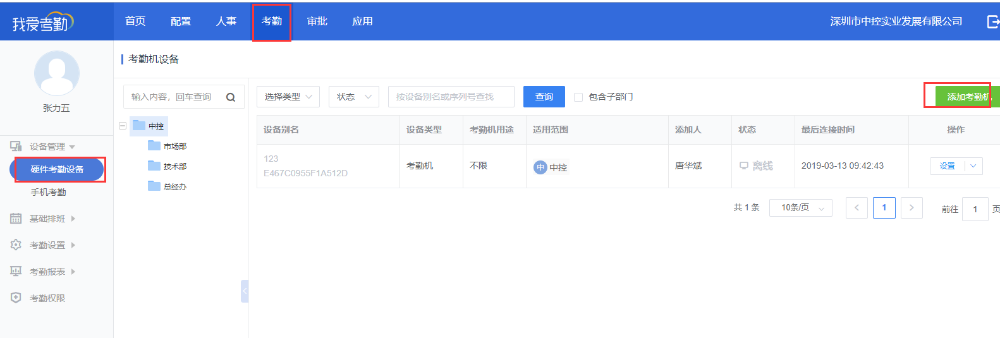 我爱考勤
首页 配置 人事 考勤 审批 应用
深圳市中控实业发展有限公司
张力五
设备管理
硬件考勤设备
手机考勤
基础排班
考勤设置
考勤报表
考勤权限
考勤机设备
输入内容，回车查询
中控
市场部
技术部
总经办
选择类型 状态 按设备别名或序列号查找 查询 包含子部门 添加考勤机
设备别名 设备类型 考勤机用途 适用范围 添加人 状态 最后连接时间 操作
123
E467C0955F1A512D
考勤机 不限 中 中控 唐华斌 离线 2019-03-13 09:42:43 设置
共 1 条 10条/页 1 前往 1 页